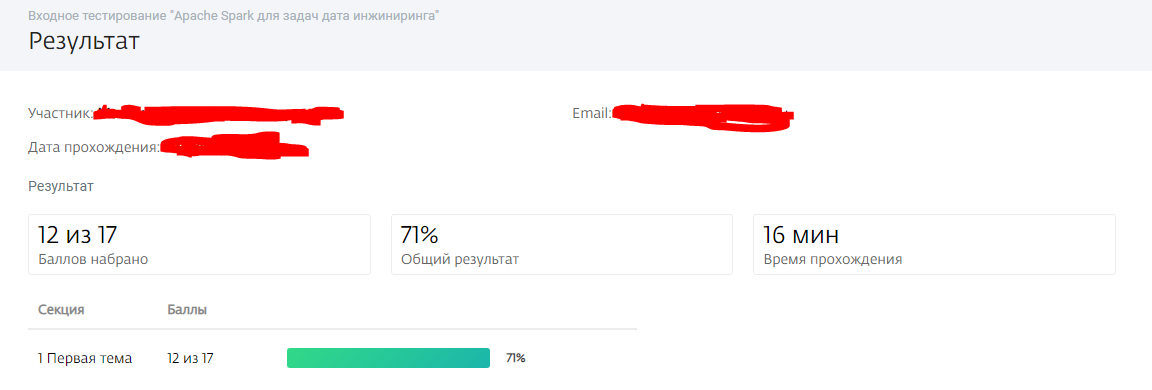 Входное тестирование "Apache Spark для задач дата инжиниринга"
Результат
Участник:
Email:
Дата прохождения:
Результат
12 из 17
Баллов набрано
71%
Общий результат
16 мин
Время прохождения
Секция Баллы
1 Первая тема 12 из 17 71%